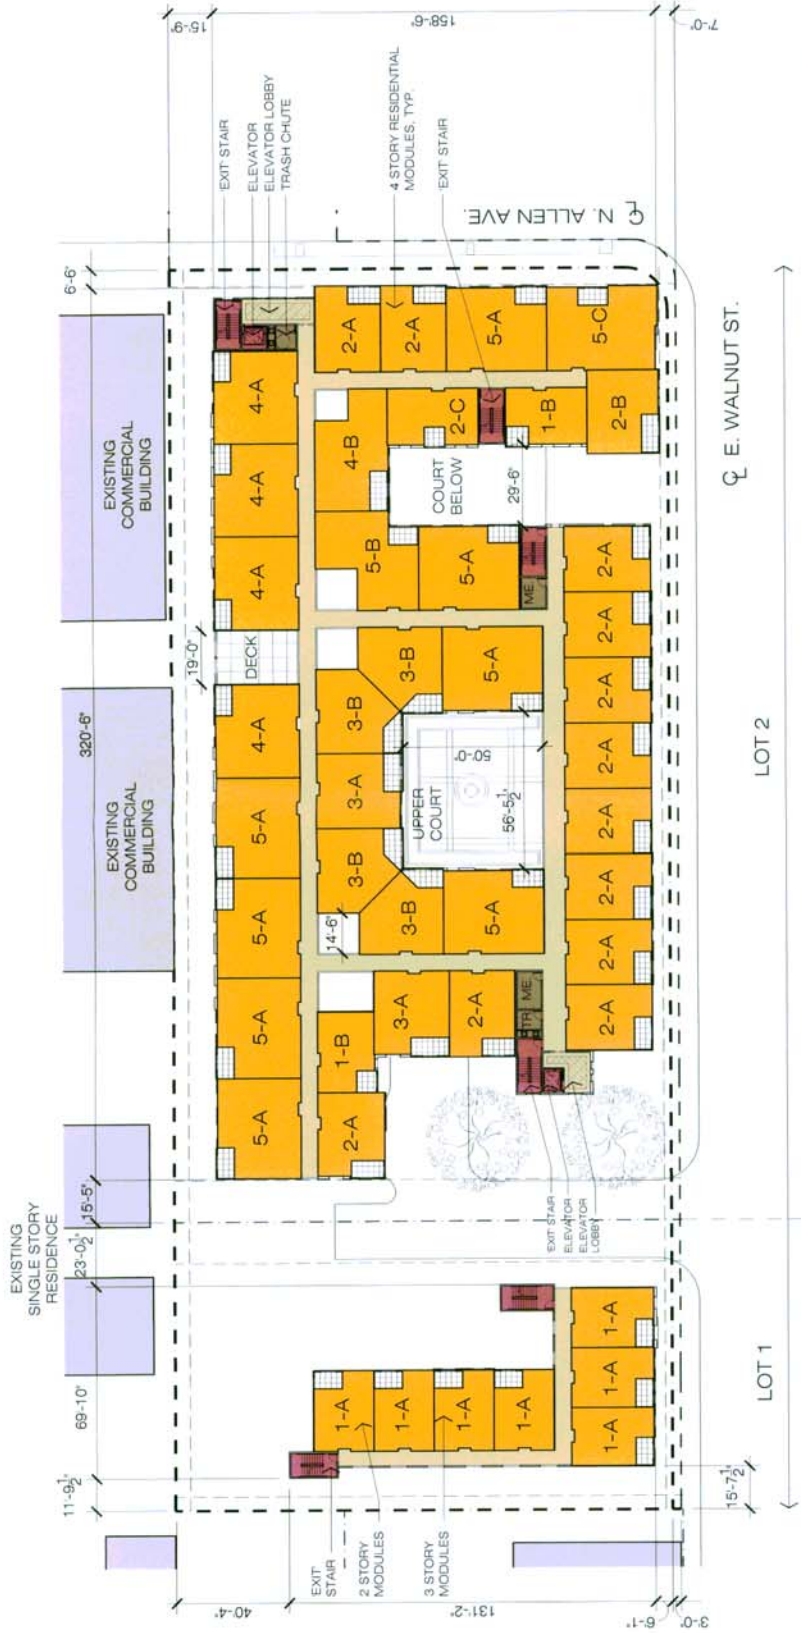 EXISTING
SINGLE STORY
RESIDENCE
11'-9 1/2"
69'-10"
23'-0 1/2"
15'-5"
320'-6"
6'-6"
EXISTING
COMMERCIAL
BUILDING
EXISTING
COMMERCIAL
BUILDING
15'-9"
158'-6"
7'-0"
40'-4"
131'-2"
6'-1"
3'-0"
EXIT
STAIR
2 STORY
MODULES
3 STORY
MODULES
1-A
1-A
1-A
1-A
1-A
1-A
1-A
15'-7 1/2"
LOT 1
5-A
5-A
5-A
5-A
4-A
19'-0"
DECK
4-A
4-A
4-A
EXIT STAIR
ELEVATOR
ELEVATOR LOBBY
TRASH CHUTE
4 STORY RESIDENTIAL
MODULES, TYP.
EXIT STAIR
2-A
1-B
3-A
2-A
TR
ME.
14'-6"
3-B
3-B
3-A
3-B
3-B
5-A
5-A
UPPER
COURT
50'-0"
56'-5 1/2"
5-B
4-B
5-A
ME.
COURT
BELOW
29'-6"
2-C
1-B
2-B
2-A
2-A
5-A
5-C
EXIT STAIR
ELEVATOR
ELEVATOR
LOBBY
2-A
2-A
2-A
2-A
2-A
2-A
2-A
2-A
℄ N. ALLEN AVE.
℄ E. WALNUT ST.
LOT 2